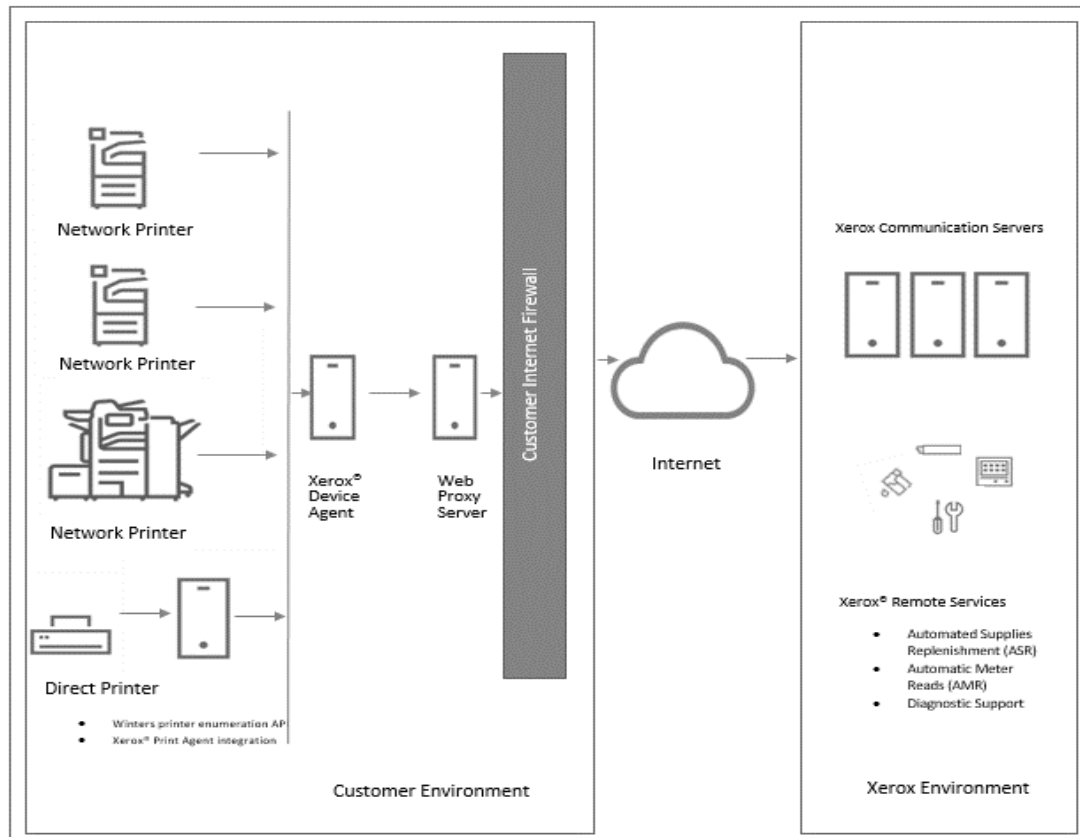 Network Printer
Network Printer
Network Printer
Direct Printer
• Winters printer enumeration AP
• Xerox® Print Agent integration
Xerox®
Device
Agent
Web
Proxy
Server
Customer Internet Firewall
Customer Environment
Internet
Xerox Communication Servers
Xerox® Remote Services
• Automated Supplies
Replenishment (ASR)
• Automatic Meter
Reads (AMR)
• Diagnostic Support
Xerox Environment